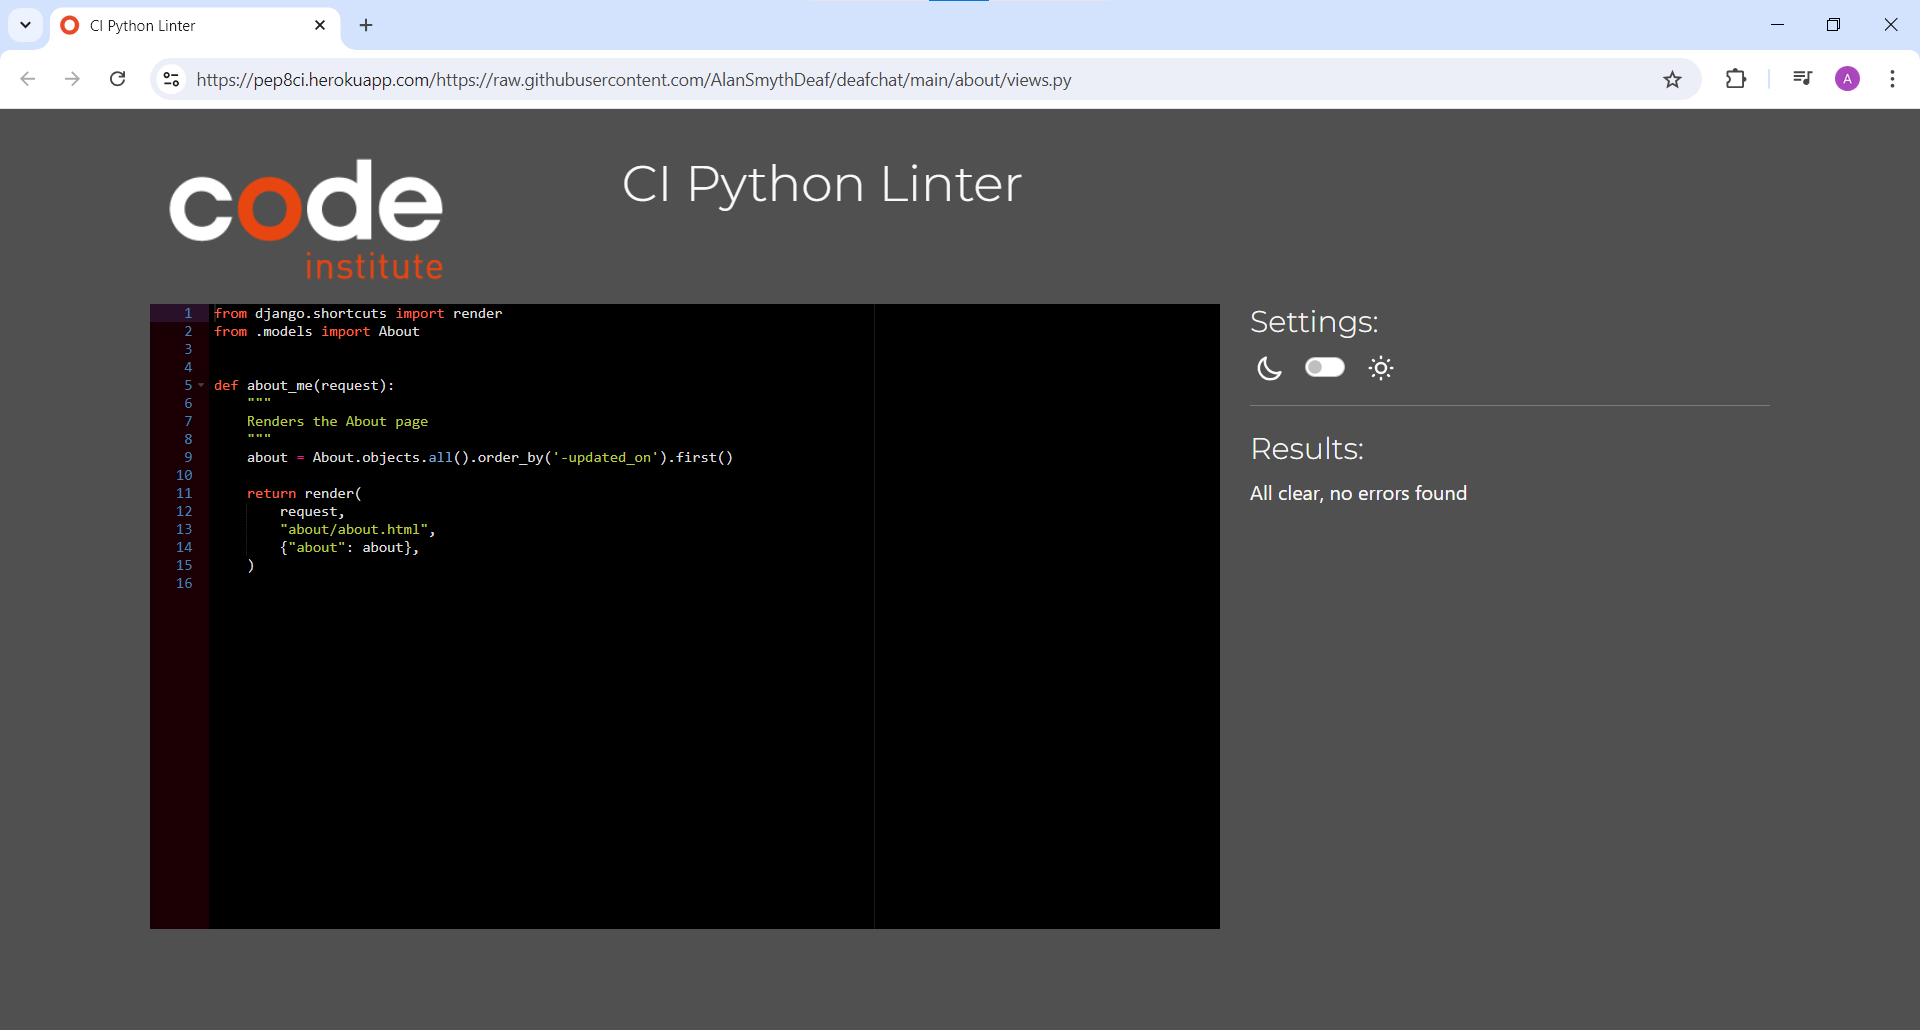 CI Python Linter
https://pep8ci.herokuapp.com/https://raw.githubusercontent.com/AlanSmythDeaf/deafchat/main/about/views.py
A
code
institute
CI Python Linter
1 from django.shortcuts import render
2 from .models import About
3
4
5 def about_me(request):
6     """
7     Renders the About page
8     """
9     about = About.objects.all().order_by('-updated_on').first()
10
11     return render(
12         request,
13         "about/about.html",
14         {"about": about},
15     )
16
Settings:
Results:
All clear, no errors found